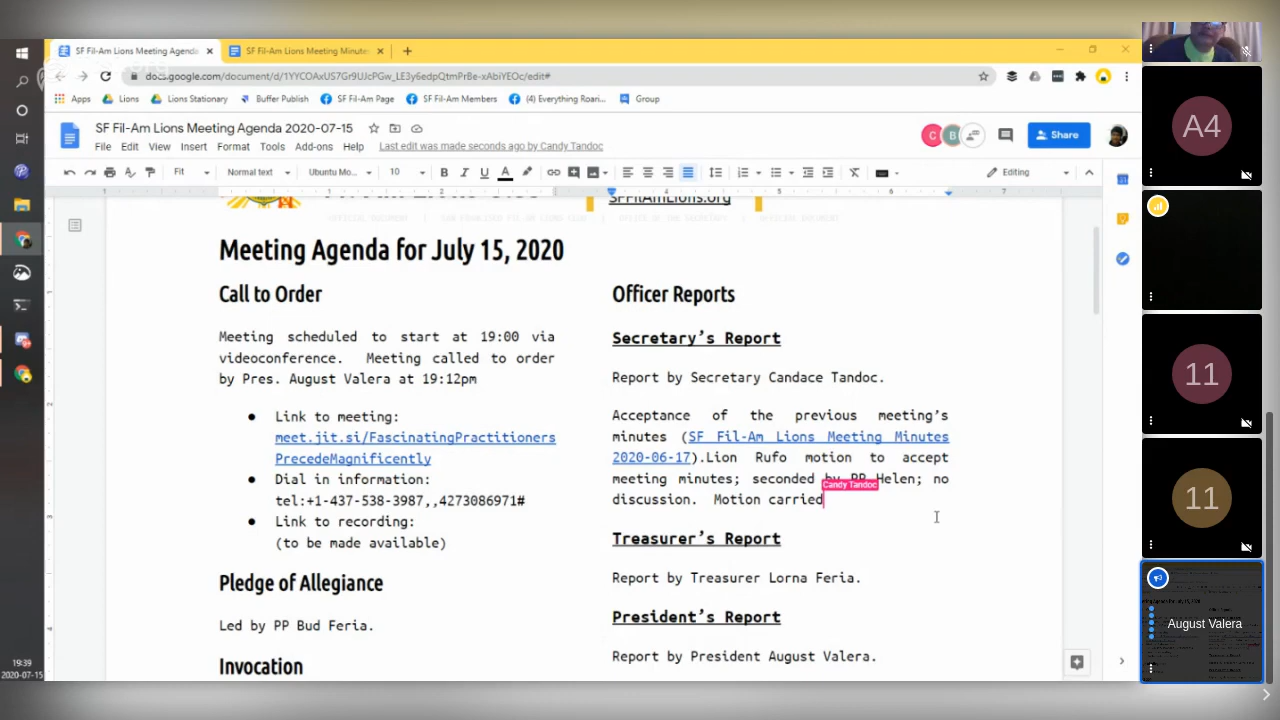 SF Fil-Am Lions Meeting Agenda
SF Fil-Am Lions Meeting Minute
docs.google.com/document/d/1YYCOAxUS7Gr9UJcPGw_LE3y6edpQtmPrBe-xAbiYEOc/edit#
Apps Lions Lions Stationary Buffer Publish SF Fil-Am Page SF Fil-Am Members (4) Everything Roari... Group
SF Fil-Am Lions Meeting Agenda 2020-07-15
File Edit View Insert Format Tools Add-ons Help Last edit was made seconds ago by Candy Tandoc
C B Share
Fit Normal text Ubuntu Mo... 10 B I U A Editing
1 1 2 3 4 5 6 7
SFFilAmLions.org
Meeting Agenda for July 15, 2020
Call to Order
Meeting scheduled to start at 19:00 via
videoconference. Meeting called to order
by Pres. August Valera at 19:12pm
● Link to meeting:
meet.jit.si/FascinatingPractitioners
PrecedeMagnificently
● Dial in information:
tel:+1-437-538-3987,,4273086971#
● Link to recording:
(to be made available)
Pledge of Allegiance
Led by PP Bud Feria.
Invocation
Officer Reports
Secretary's Report
Report by Secretary Candace Tandoc.
Acceptance of the previous meeting's
minutes (SF Fil-Am Lions Meeting Minutes
2020-06-17).Lion Rufo motion to accept
meeting minutes; seconded by PP Helen; no
Candy Tandoc
discussion. Motion carried
Treasurer's Report
Report by Treasurer Lorna Feria.
President's Report
Report by President August Valera.
A4
11
11
August Valera
19:39
2020-07-15